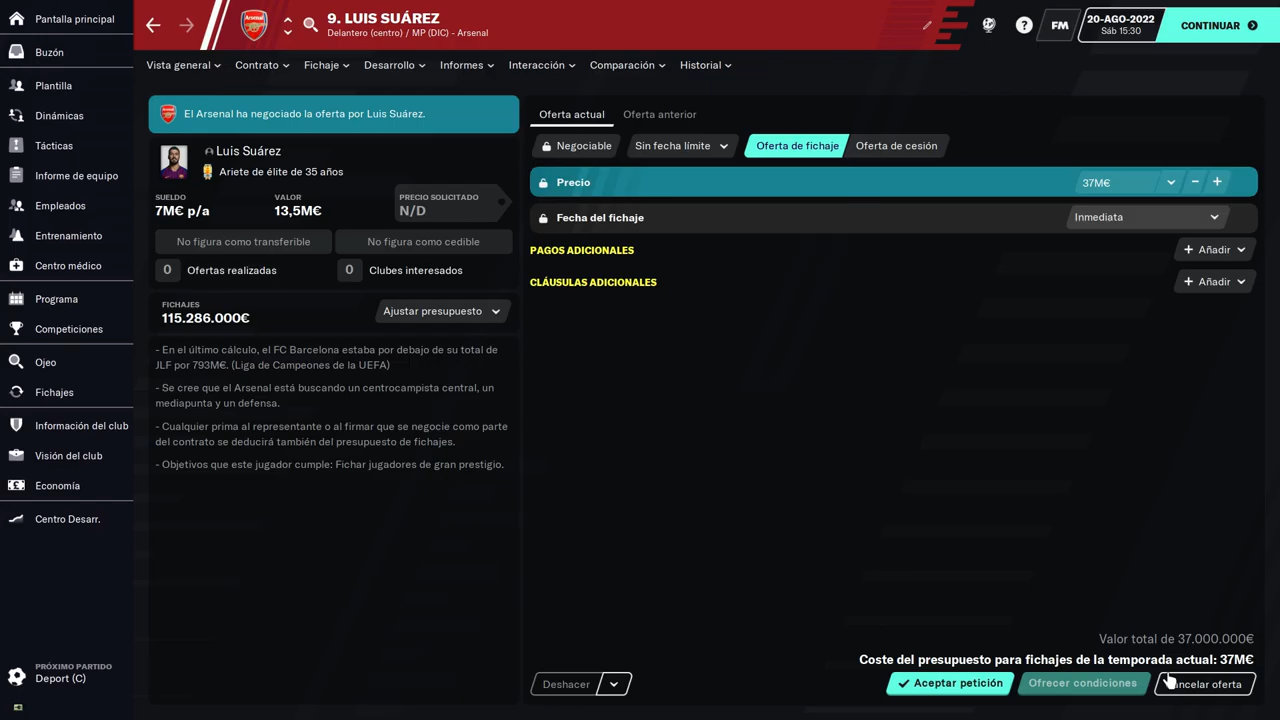 Pantalla principal
Buzón
Plantilla
Dinámicas
Tácticas
Informe de equipo
Empleados
Entrenamiento
Centro médico
Programa
Competiciones
Ojeo
Fichajes
Información del club
Visión del club
Economía
Centro Desarr.
PRÓXIMO PARTIDO
Deport (C)
Arsenal
9. LUIS SUÁREZ
Delantero (centro) / MP (DIC) - Arsenal
FM
20-AGO-2022
Sáb 15:30
CONTINUAR
Vista general Contrato Fichaje Desarrollo Informes Interacción Comparación Historial
El Arsenal ha negociado la oferta por Luis Suárez.
Luis Suárez
Ariete de élite de 35 años
SUELDO
7M€ p/a
VALOR
13,5M€
PRECIO SOLICITADO
N/D
No figura como transferible
No figura como cedible
0 Ofertas realizadas
0 Clubes interesados
FICHAJES
115.286.000€
Ajustar presupuesto
- En el último cálculo, el FC Barcelona estaba por debajo de su total de
JLF por 793M€. (Liga de Campeones de la UEFA)
- Se cree que el Arsenal está buscando un centrocampista central, un
mediapunta y un defensa.
- Cualquier prima al representante o al firmar que se negocie como parte
del contrato se deducirá también del presupuesto de fichajes.
- Objetivos que este jugador cumple: Fichar jugadores de gran prestigio.
Oferta actual Oferta anterior
Negociable Sin fecha límite Oferta de fichaje Oferta de cesión
Precio 37M€ - +
Fecha del fichaje Inmediata
PAGOS ADICIONALES + Añadir
CLÁUSULAS ADICIONALES + Añadir
Valor total de 37.000.000€
Coste del presupuesto para fichajes de la temporada actual: 37M€
Deshacer Aceptar petición Ofrecer condiciones ancelar oferta